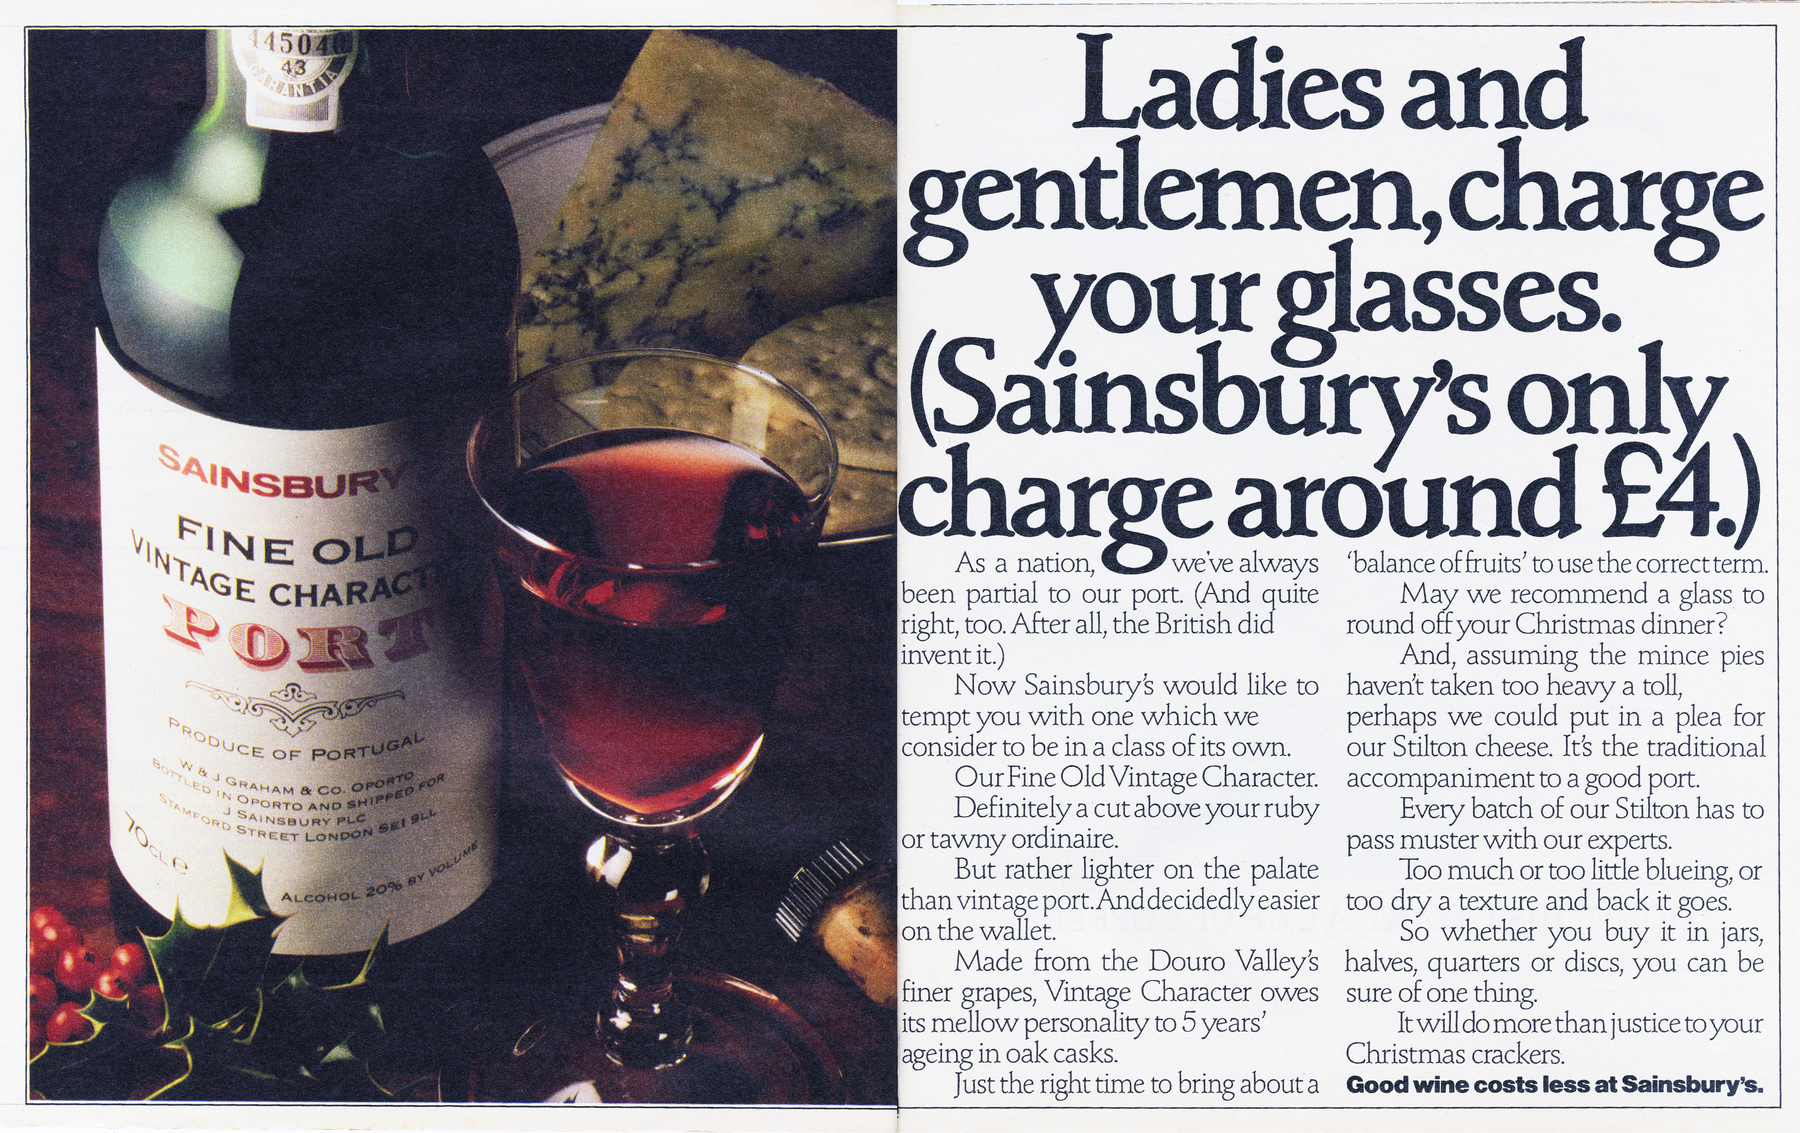 445040
43
GARANTIA
SAINSBURY'
FINE OLD
VINTAGE CHARACT
PORT
PRODUCE OF PORTUGAL
W & J GRAHAM & CO. OPORTO
BOTTLED IN OPORTO AND SHIPPED FOR
J SAINSBURY PLC
STAMFORD STREET LONDON SE1 9LL
70CL e
ALCOHOL 20% BY VOLUME
Ladies and
gentlemen, charge
your glasses.
(Sainsbury's only
charge around £4.)
As a nation, we've always
been partial to our port. (And quite
right, too. After all, the British did
invent it.)
Now Sainsbury's would like to
tempt you with one which we
consider to be in a class of its own.
Our Fine Old Vintage Character.
Definitely a cut above your ruby
or tawny ordinaire.
But rather lighter on the palate
than vintage port. And decidedly easier
on the wallet.
Made from the Douro Valley's
finer grapes, Vintage Character owes
its mellow personality to 5 years'
ageing in oak casks.
Just the right time to bring about a
'balance of fruits' to use the correct term.
May we recommend a glass to
round off your Christmas dinner?
And, assuming the mince pies
haven't taken too heavy a toll,
perhaps we could put in a plea for
our Stilton cheese. It's the traditional
accompaniment to a good port.
Every batch of our Stilton has to
pass muster with our experts.
Too much or too little blueing, or
too dry a texture and back it goes.
So whether you buy it in jars,
halves, quarters or discs, you can be
sure of one thing.
It will do more than justice to your
Christmas crackers.
Good wine costs less at Sainsbury's.